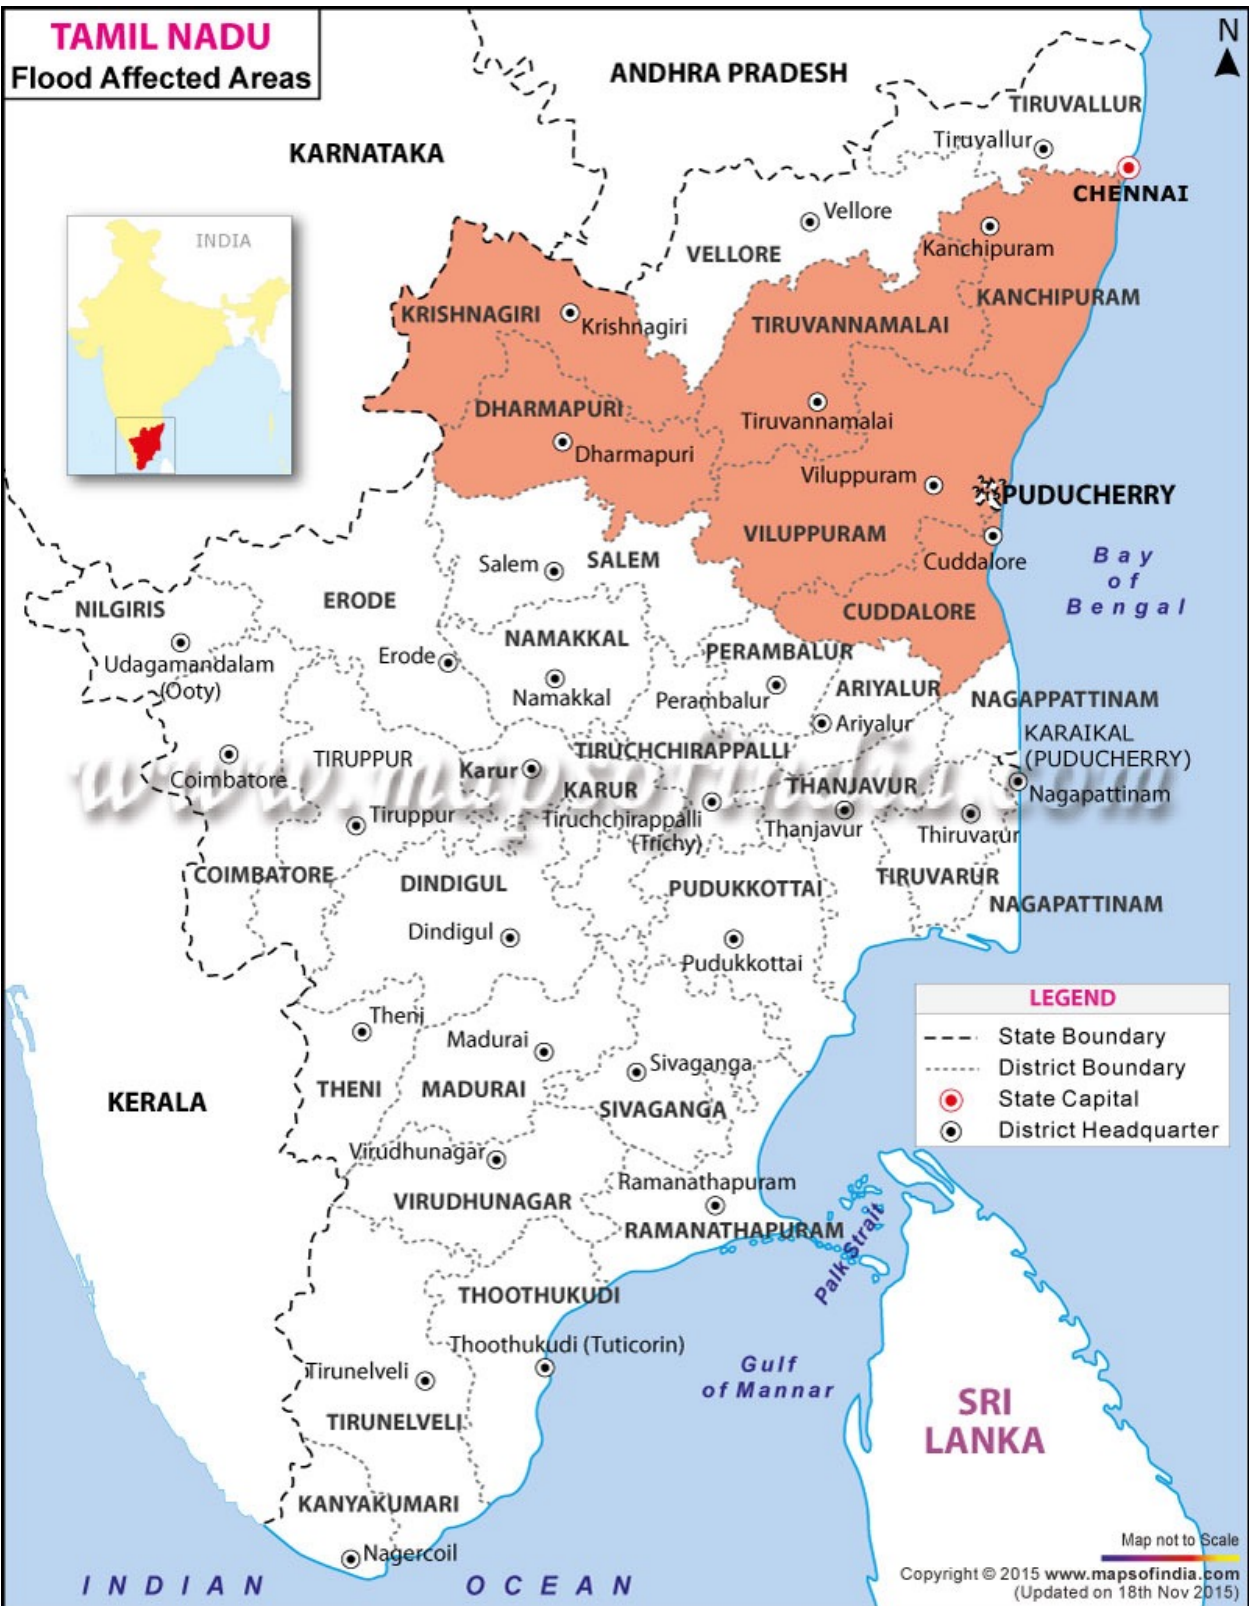 TAMIL NADU
Flood Affected Areas
N
ANDHRA PRADESH
KARNATAKA
TIRUVALLUR
Tiruvallur
CHENNAI
INDIA
Vellore
VELLORE
Kanchipuram
KANCHIPURAM
KRISHNAGIRI
Krishnagiri
TIRUVANNAMALAI
DHARMAPURI
Tiruvannamalai
Dharmapuri
Viluppuram
PUDUCHERRY
VILUPPURAM
Cuddalore
Bay
of
Bengal
Salem
SALEM
NILGIRIS
ERODE
CUDDALORE
NAMAKKAL
PERAMBALUR
Udagamandalam
(Ooty)
Erode
Namakkal
Perambalur
ARIYALUR
NAGAPPATTINAM
Ariyalur
KARAIKAL
(PUDUCHERRY)
www.mapsofindia.com
Coimbatore
TIRUPPUR
Karur
TIRUCHCHIRAPPALLI
KARUR
THANJAVUR
Nagapattinam
Tiruppur
Tiruchchirappalli
(Trichy)
Thanjavur
Thiruvarur
COIMBATORE
DINDIGUL
PUDUKKOTTAI
TIRUVARUR
NAGAPATTINAM
Dindigul
Pudukkottai
LEGEND
State Boundary
District Boundary
State Capital
District Headquarter
Theni
Madurai
Sivaganga
KERALA
THENI
MADURAI
SIVAGANGA
Virudhunagar
Ramanathapuram
VIRUDHUNAGAR
RAMANATHAPURAM
Palk Strait
THOOTHUKUDI
Thoothukudi (Tuticorin)
Tirunelveli
Gulf
of Mannar
TIRUNELVELI
SRI
LANKA
KANYAKUMARI
Nagercoil
INDIAN OCEAN
Map not to Scale
Copyright © 2015 www.mapsofindia.com
(Updated on 18th Nov 2015)